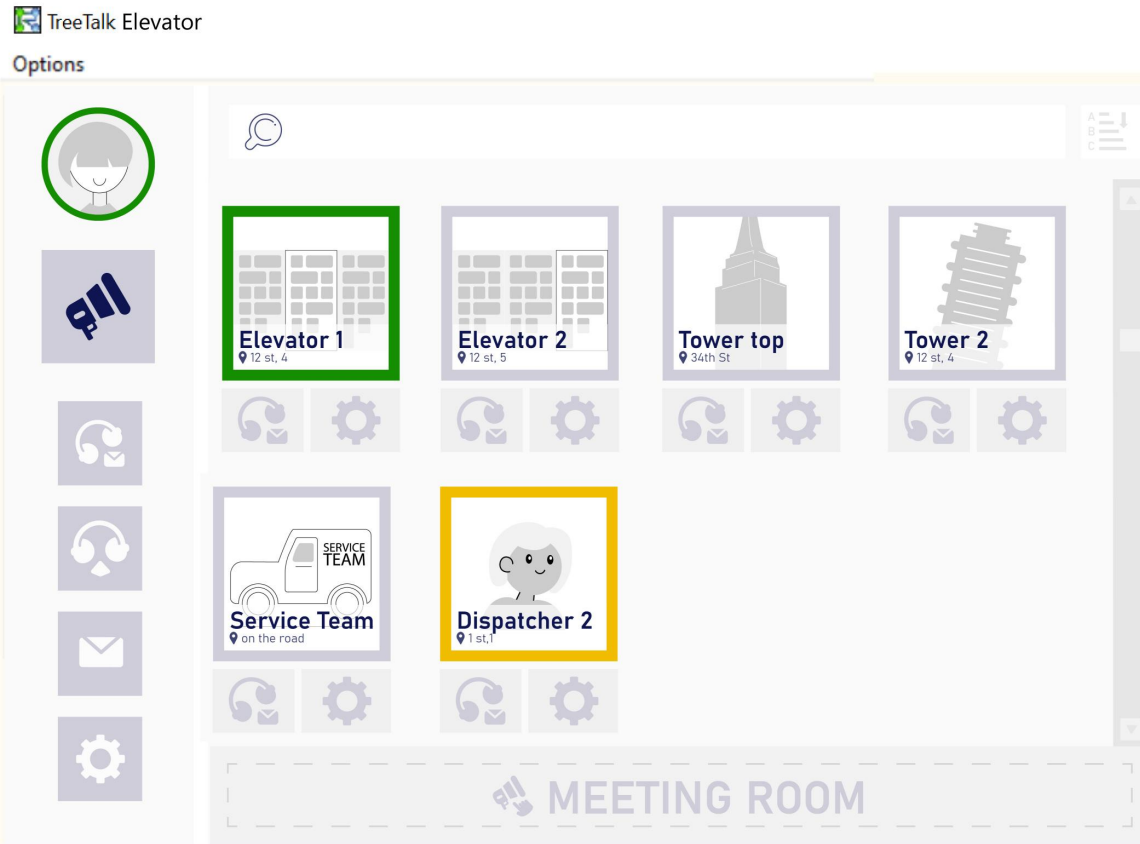 TreeTalk Elevator
Options
A
B
C
Elevator 1
12 st, 4
Elevator 2
12 st, 5
Tower top
34th St
Tower 2
12 st, 4
SERVICE
TEAM
Service Team
on the road
Dispatcher 2
1 st,1
MEETING ROOM